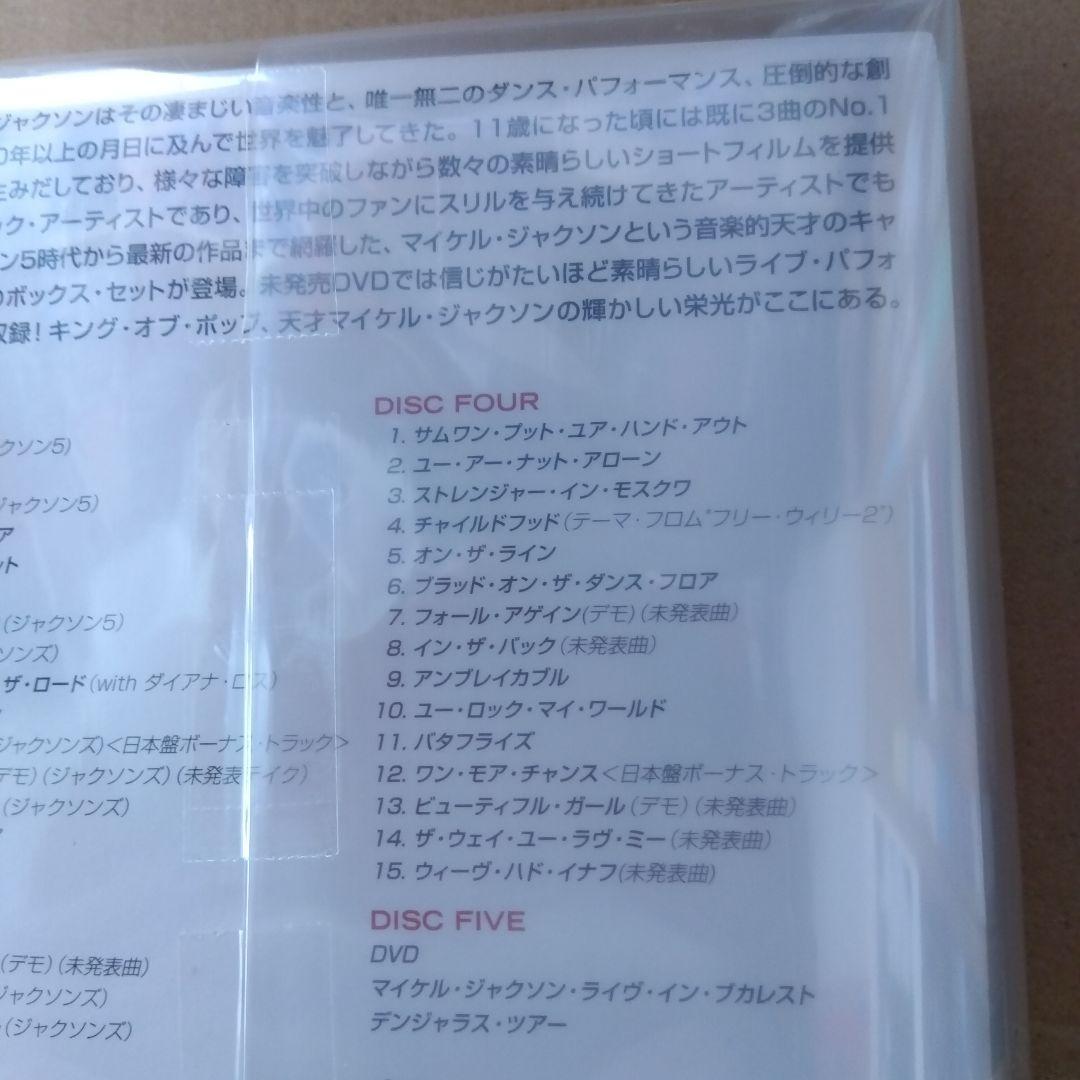 ジャクソンはその凄まじい音楽性と、唯一無二のダンス・パフォーマンス、圧倒的な創
0年以上の月日に及んで世界を魅了してきた。11歳になった頃には既に3曲のNo.1
生みだしており、様々な障害を突破しながら数々の素晴らしいショートフィルムを提供
ック・アーティストであり、世界中のファンにスリルを与え続けてきたアーティストでも
ン5時代から最新の作品まで網羅した、マイケル・ジャクソンという音楽的天才のキャ
のボックス・セットが登場。未発売DVDでは信じがたいほど素晴らしいライブ・パフォ
収録！キング・オブ・ポップ、天才マイケル・ジャクソンの輝かしい栄光がここにある。
クソン5)
ジャクソン5)
ア
ット
(ジャクソン5)
ソンズ)
ザ・ロード(with ダイアナ・ロス)
ジャクソンズ)<日本盤ボーナス・トラック>
デモ)(ジャクソンズ)(未発表テイク)
(ジャクソンズ)
(デモ)(未発表曲)
ジャクソンズ)
(ジャクソンズ)
DISC FOUR
1. サムワン・プット・ユア・ハンド・アウト
2. ユー・アー・ナット・アローン
3. ストレンジャー・イン・モスクワ
4. チャイルドフッド(テーマ・フロム"フリー・ウィリー2")
5. オン・ザ・ライン
6. ブラッド・オン・ザ・ダンス・フロア
7. フォール・アゲイン(デモ)(未発表曲)
8. イン・ザ・バック(未発表曲)
9. アンブレイカブル
10. ユー・ロック・マイ・ワールド
11. バタフライズ
12. ワン・モア・チャンス<日本盤ボーナス・トラック>
13. ビューティフル・ガール(デモ)(未発表曲)
14. ザ・ウェイ・ユー・ラヴ・ミー(未発表曲)
15. ウィーヴ・ハド・イナフ(未発表曲)
DISC FIVE
DVD
マイケル・ジャクソン・ライヴ・イン・ブカレスト
デンジャラス・ツアー